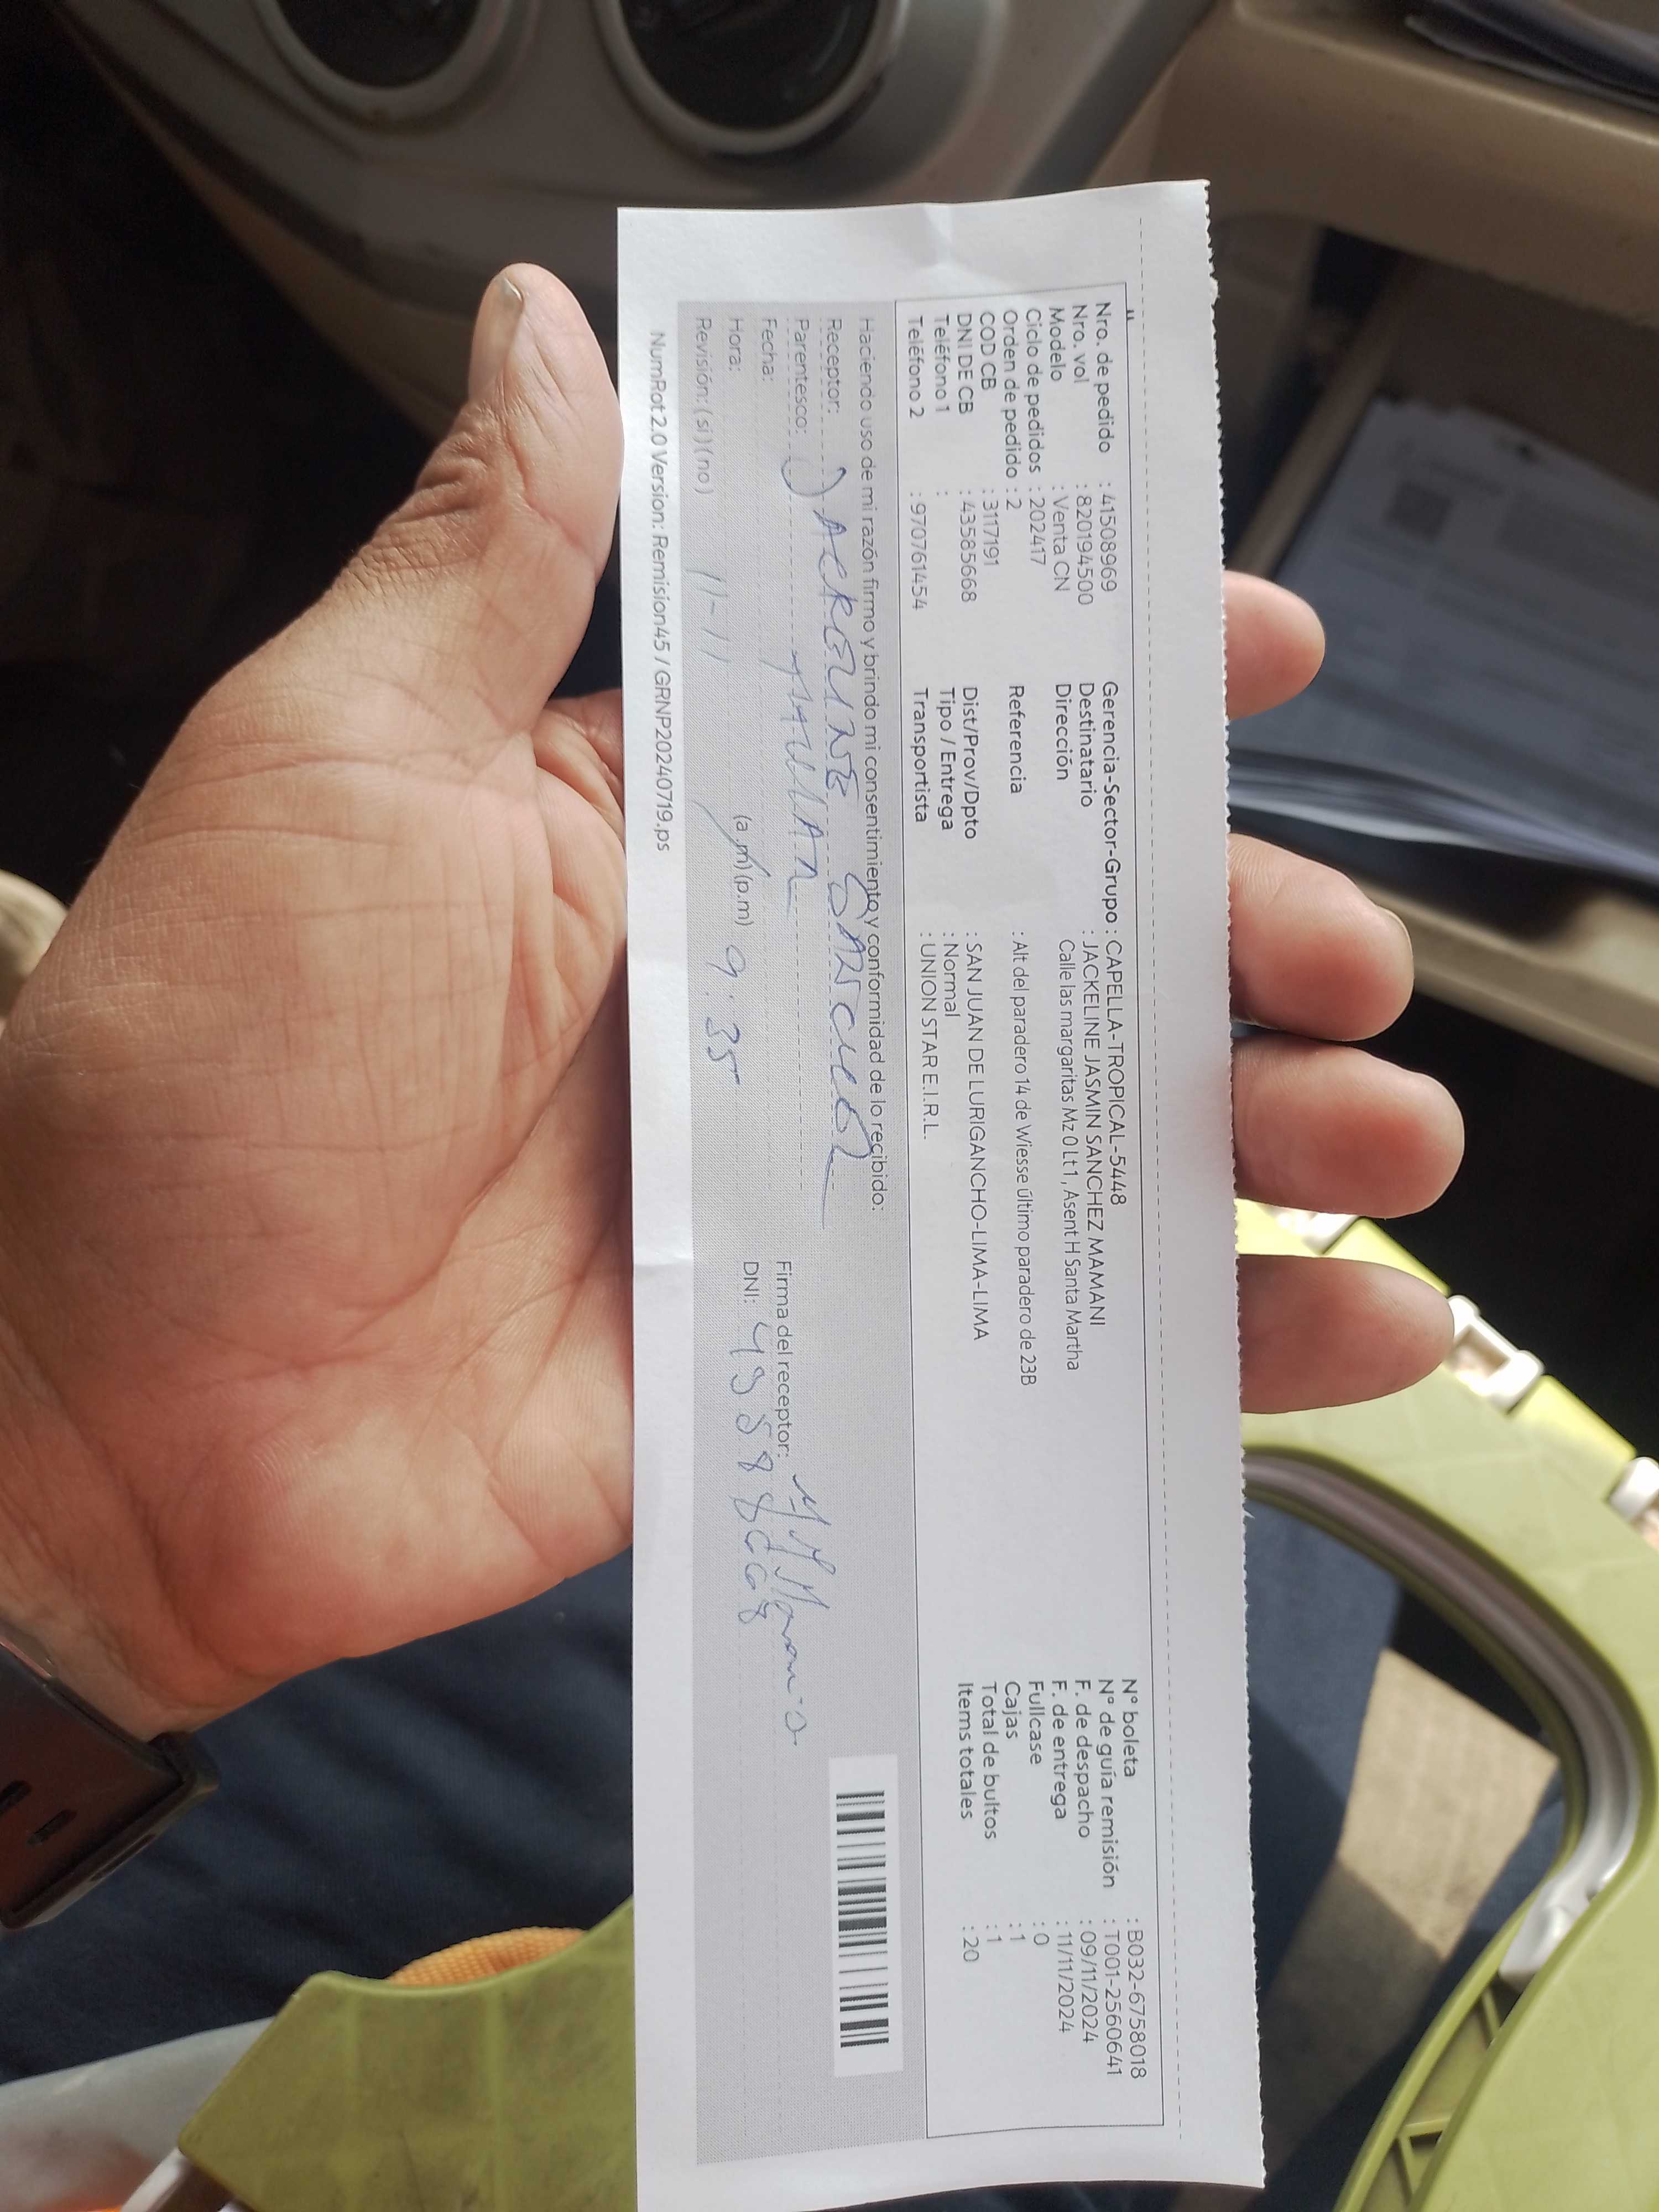 Nro. de pedido : 41508969 Gerencia-Sector-Grupo : CAPELLA-TROPICAL-5448 N° boleta : B032-6758018
Nro. vol : 820194500 Destinatario : JACKELINE JASMIN SANCHEZ MAMANI N° de guía remisión : T001-2560641
Modelo : Venta CN Dirección Calle las margaritas Mz 0 Lt 1, Asent H Santa Martha F. de despacho : 09/11/2024
Ciclo de pedidos : 202417 F. de entrega : 11/11/2024
Orden de pedido : 2 Referencia : Alt del paradero 14 de Wiesse último paradero de 23B Fullcase : 0
COD CB : 3117191 Cajas : 1
DNI DE CB : 43585668 Dist/Prov/Dpto : SAN JUAN DE LURIGANCHO-LIMA-LIMA Total de bultos : 1
Teléfono 1 : Tipo / Entrega : Normal Items totales : 20
Teléfono 2 : 970761454 Transportista : UNION STAR E.I.R.L.
Haciendo uso de mi razón firmo y brindo mi consentimiento y conformidad de lo recibido:
Receptor: JACKELINE SANCHEZ
Parentesco: Firma del receptor:
Fecha: DNI:
Hora: (a.m) (p.m) 9:35
Revisión: (si) (no) 11-11
NumRot2.0 Version: Remision45 / GRNP20240719.ps